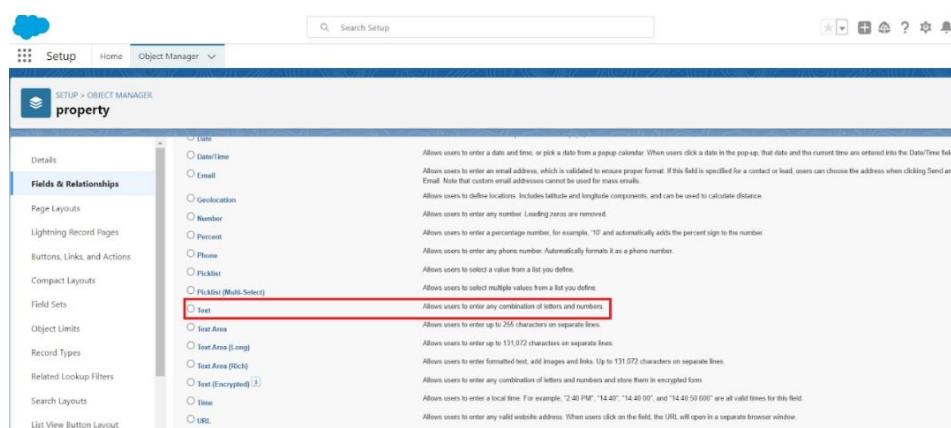 Search Setup
Setup Home Object Manager
SETUP > OBJECT MANAGER
property
Details
Fields & Relationships
Page Layouts
Lightning Record Pages
Buttons, Links, and Actions
Compact Layouts
Field Sets
Object Limits
Record Types
Related Lookup Filters
Search Layouts
List View Button Layout
Date
Date/Time Allows users to enter a date and time, or pick a date from a popup calendar. When users click a date in the pop-up, that date and the current time are entered into the Date/Time
Email Allows users to enter an email address, which is validated to ensure proper format. If this field is specified for a contact or lead, users can choose the address when clicking Send
Email. Note that custom email addresses cannot be used for mass emails.
Geolocation Allows users to define locations. Includes latitude and longitude components, and can be used to calculate distance.
Number Allows users to enter any number. Leading zeros are removed.
Percent Allows users to enter a percentage number, for example, '10' and automatically adds the percent sign to the number.
Phone Allows users to enter any phone number. Automatically formats it as a phone number.
Picklist Allows users to select a value from a list you define.
Picklist (Multi-Select) Allows users to select multiple values from a list you define.
Text Allows users to enter any combination of letters and numbers.
Text Area Allows users to enter up to 255 characters on separate lines.
Text Area (Long) Allows users to enter up to 131,072 characters on separate lines.
Text Area (Rich) Allows users to enter formatted text, add images and links. Up to 131,072 characters on separate lines.
Text (Encrypted) Allows users to enter any combination of letters and numbers and store them in encrypted form.
Time Allows users to enter a local time. For example, "2:40 PM", "14:40", "14:40:00", and "14:40:50.600" are all valid times for this field.
URL Allows users to enter any valid website address. When users click on the field, the URL will open in a separate browser window.